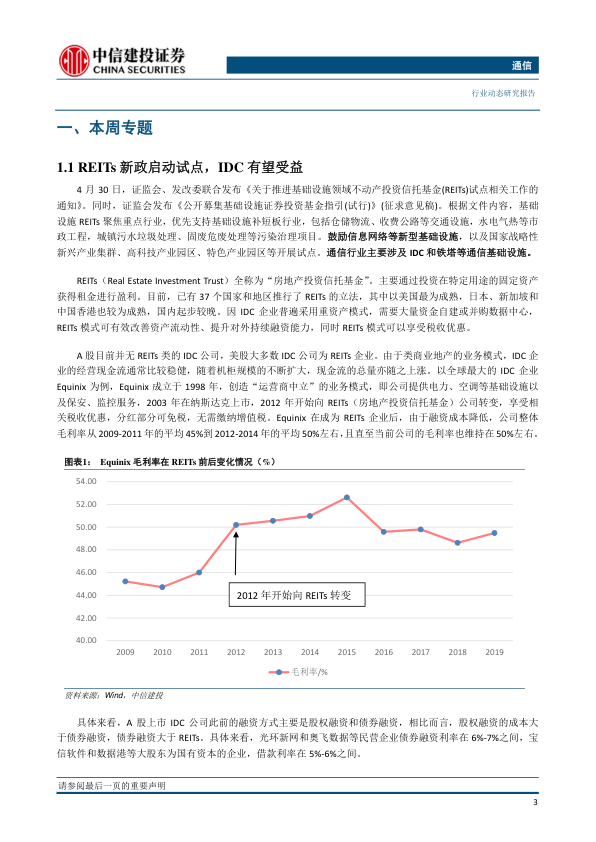 中信建投证券
CHINA SECURITIES
通信
行业动态研究报告
一、本周专题
1.1 REITs 新政启动试点，IDC 有望受益
4 月 30 日，证监会、发改委联合发布《关于推进基础设施领域不动产投资信托基金(REITs)试点相关工作的
通知》。同时，证监会发布《公开募集基础设施证券投资基金指引(试行)》(征求意见稿)。根据文件内容，基础
设施 REITs 聚焦重点行业，优先支持基础设施补短板行业，包括仓储物流、收费公路等交通设施，水电气热等市
政工程，城镇污水垃圾处理、固废危废处理等污染治理项目。鼓励信息网络等新型基础设施，以及国家战略性
新兴产业集群、高科技产业园区、特色产业园区等开展试点。通信行业主要涉及 IDC 和铁塔等通信基础设施。
REITs（Real Estate Investment Trust）全称为“房地产投资信托基金”。主要通过投资在特定用途的固定资产
获得租金进行盈利。目前，已有 37 个国家和地区推行了 REITs 的立法，其中以美国最为成熟，日本、新加坡和
中国香港也较为成熟，国内起步较晚。因 IDC 企业普遍采用重资产模式，需要大量资金自建或并购数据中心，
REITs 模式可有效改善资产流动性、提升对外持续融资能力，同时 REITs 模式可以享受税收优惠。
A 股目前并无 REITs 类的 IDC 公司，美股大多数 IDC 公司为 REITs 企业。由于类商业地产的业务模式，IDC 企
业的经营现金流通常比较稳健，随着机柜规模的不断扩大，现金流的总量亦随之上涨。以全球最大的 IDC 企业
Equinix 为例，Equinix 成立于 1998 年，创造“运营商中立”的业务模式，即公司提供电力、空调等基础设施以
及保安、监控服务，2003 年在纳斯达克上市，2012 年开始向 REITs（房地产投资信托基金）公司转变，享受相
关税收优惠，分红部分可免税，无需缴纳增值税。Equinix 在成为 REITs 企业后，由于融资成本降低，公司整体
毛利率从 2009-2011 年的平均 45%到 2012-2014 年的平均 50%左右，且直至当前公司的毛利率也维持在 50%左右。
图表1： Equinix 毛利率在 REITs 前后变化情况（%）
54.00
52.00
50.00
48.00
46.00
44.00
42.00
40.00
2012 年开始向 REITs 转变
2009 2010 2011 2012 2013 2014 2015 2016 2017 2018 2019
毛利率/%
资料来源：Wind，中信建投
具体来看，A 股上市 IDC 公司此前的融资方式主要是股权融资和债券融资，相比而言，股权融资的成本大
于债券融资，债券融资大于 REITs。具体来看，光环新网和奥飞数据等民营企业债券融资利率在 6%-7%之间，宝
信软件和数据港等大股东为国有资本的企业，借款利率在 5%-6%之间。
请参阅最后一页的重要声明
3